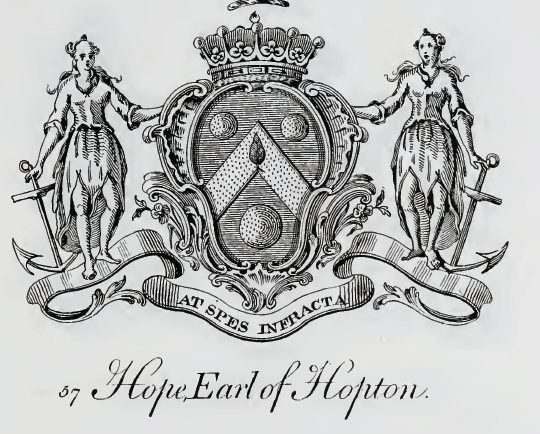 AT SPES INFRACTA
57 Hope, Earl of Hopton.